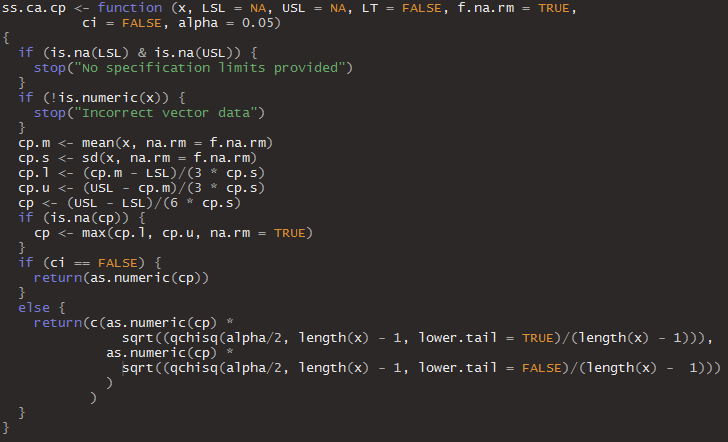 ss.ca.cp <- function (x, LSL = NA, USL = NA, LT = FALSE, f.na.rm = TRUE,
          ci = FALSE, alpha = 0.05)
{
  if (is.na(LSL) & is.na(USL)) {
    stop("No specification limits provided")
  }
  if (!is.numeric(x)) {
    stop("Incorrect vector data")
  }
  cp.m <- mean(x, na.rm = f.na.rm)
  cp.s <- sd(x, na.rm = f.na.rm)
  cp.l <- (cp.m - LSL)/(3 * cp.s)
  cp.u <- (USL - cp.m)/(3 * cp.s)
  cp <- (USL - LSL)/(6 * cp.s)
  if (is.na(cp)) {
    cp <- max(cp.l, cp.u, na.rm = TRUE)
  }
  if (ci == FALSE) {
    return(as.numeric(cp))
  }
  else {
    return(c(as.numeric(cp) *
               sqrt((qchisq(alpha/2, length(x) - 1, lower.tail = TRUE)/(length(x) - 1))),
             as.numeric(cp) *
               sqrt((qchisq(alpha/2, length(x) - 1, lower.tail = FALSE)/(length(x) -  1)))
             )
           )
  }
}